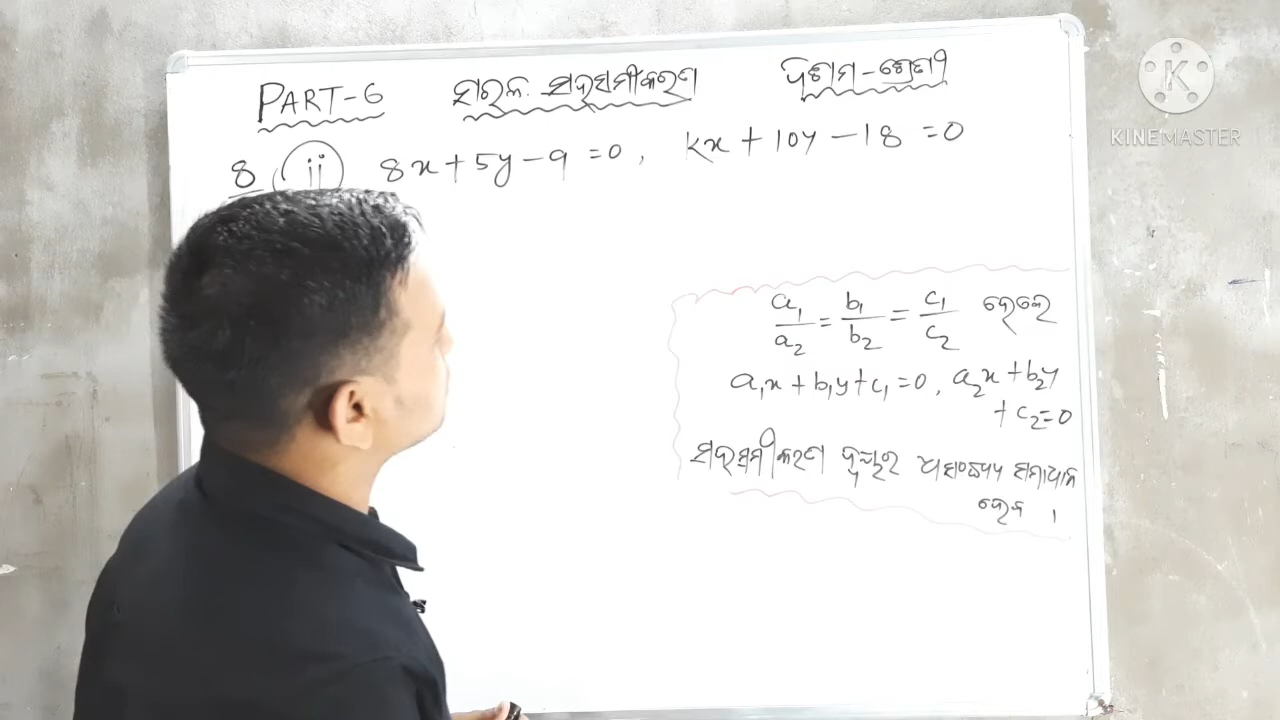 PART-6 ସରଳ ସହସମୀକରଣ ଦଶମ-ଶ୍ରେଣୀ
8 ii 8x+5y-9=0, kx+10y-18=0
a₁/a₂ = b₁/b₂ = c₁/c₂ ହେଲେ
a₁x+b₁y+c₁=0, a₂x+b₂y
+c₂=0
ସହସମୀକରଣ ଦ୍ୱୟର ଅସଂଖ୍ୟ ସମାଧାନ
ହେବ ।
K
KINEMASTER